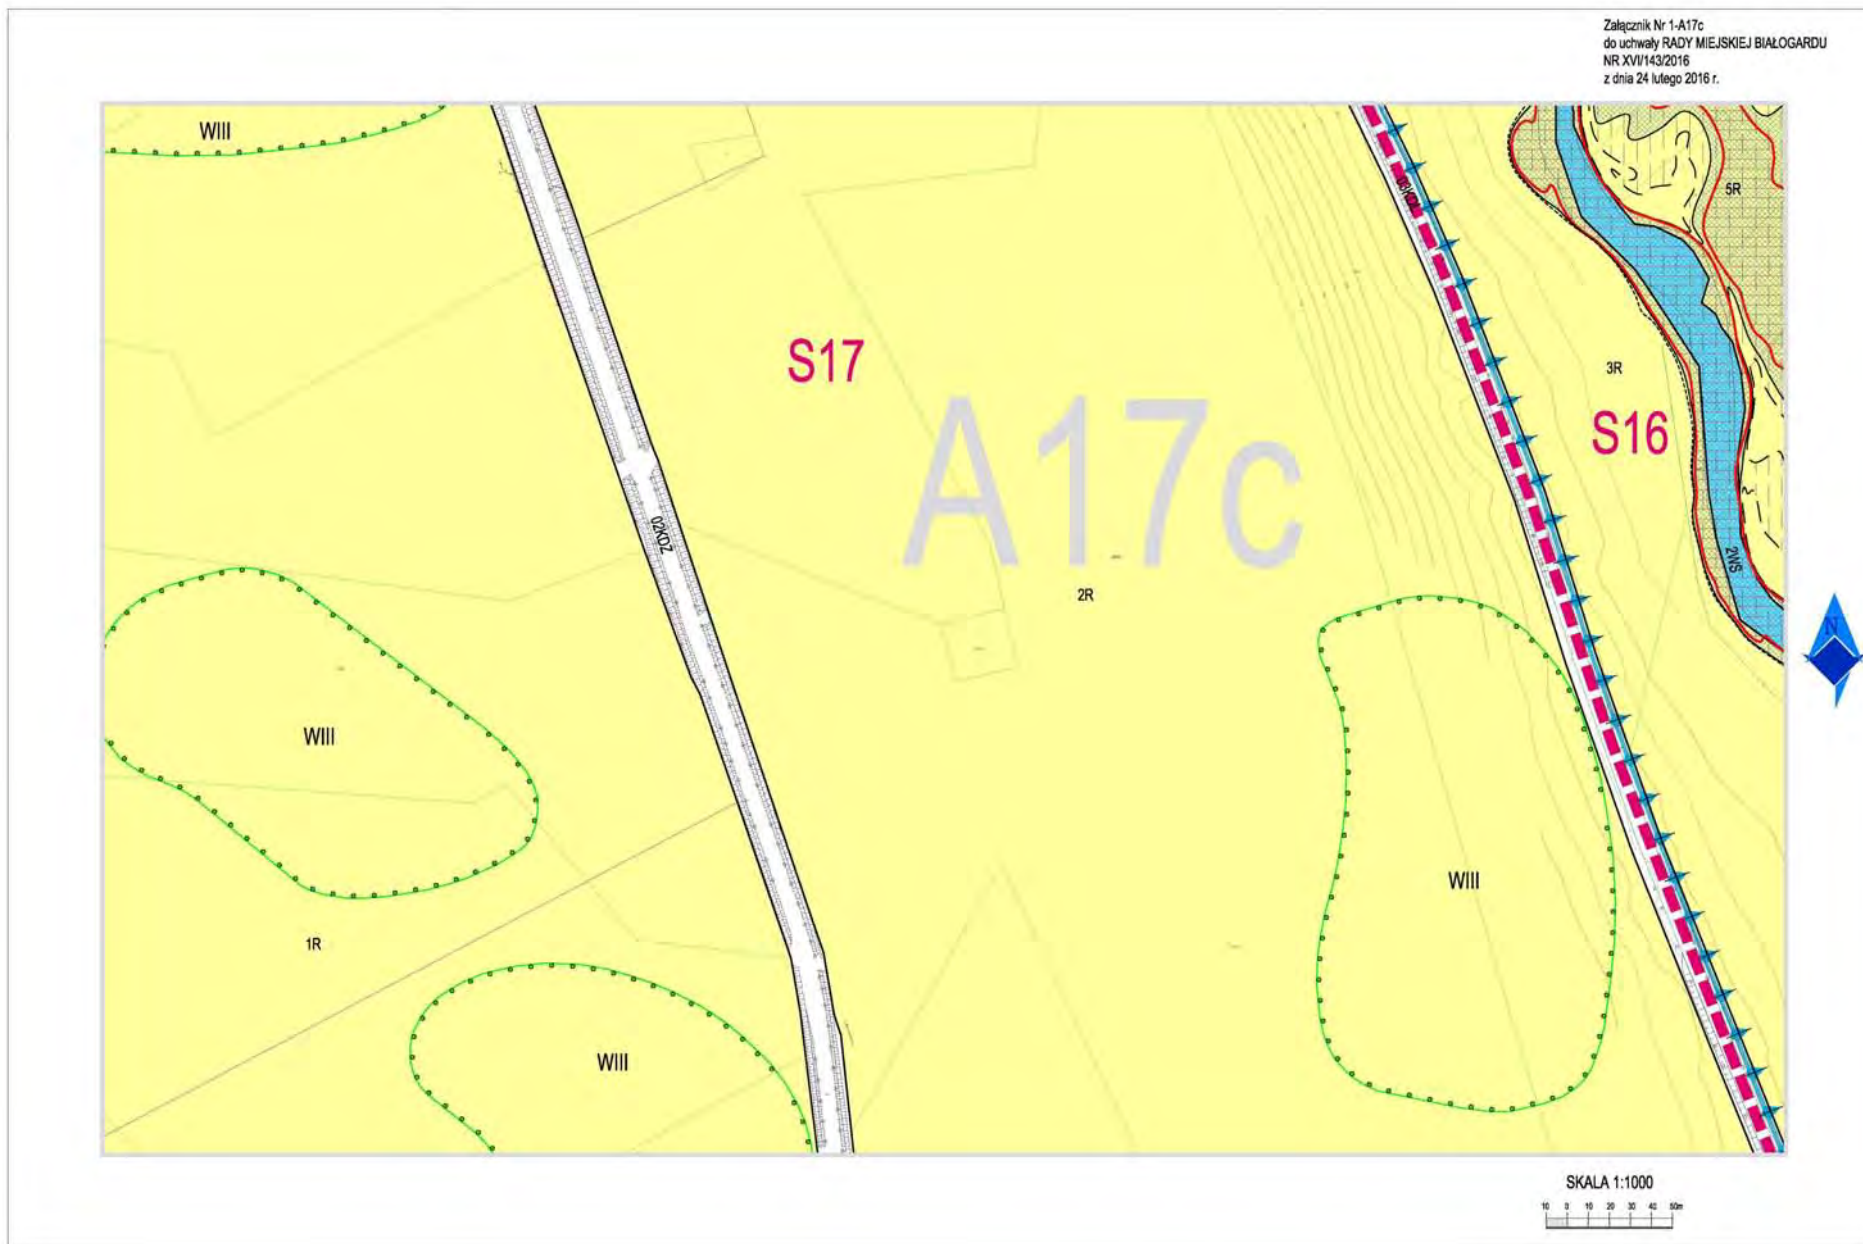 Załącznik Nr 1-A17c
do uchwały RADY MIEJSKIEJ BIAŁOGARDU
NR XVI/143/2016
z dnia 24 lutego 2016 r.
WIII
5R
S17
3R
S16
A17c
02KDZ
2WS
2R
N
WIII
WIII
1R
WIII
SKALA 1:1000
10 0 10 20 30 40 50m